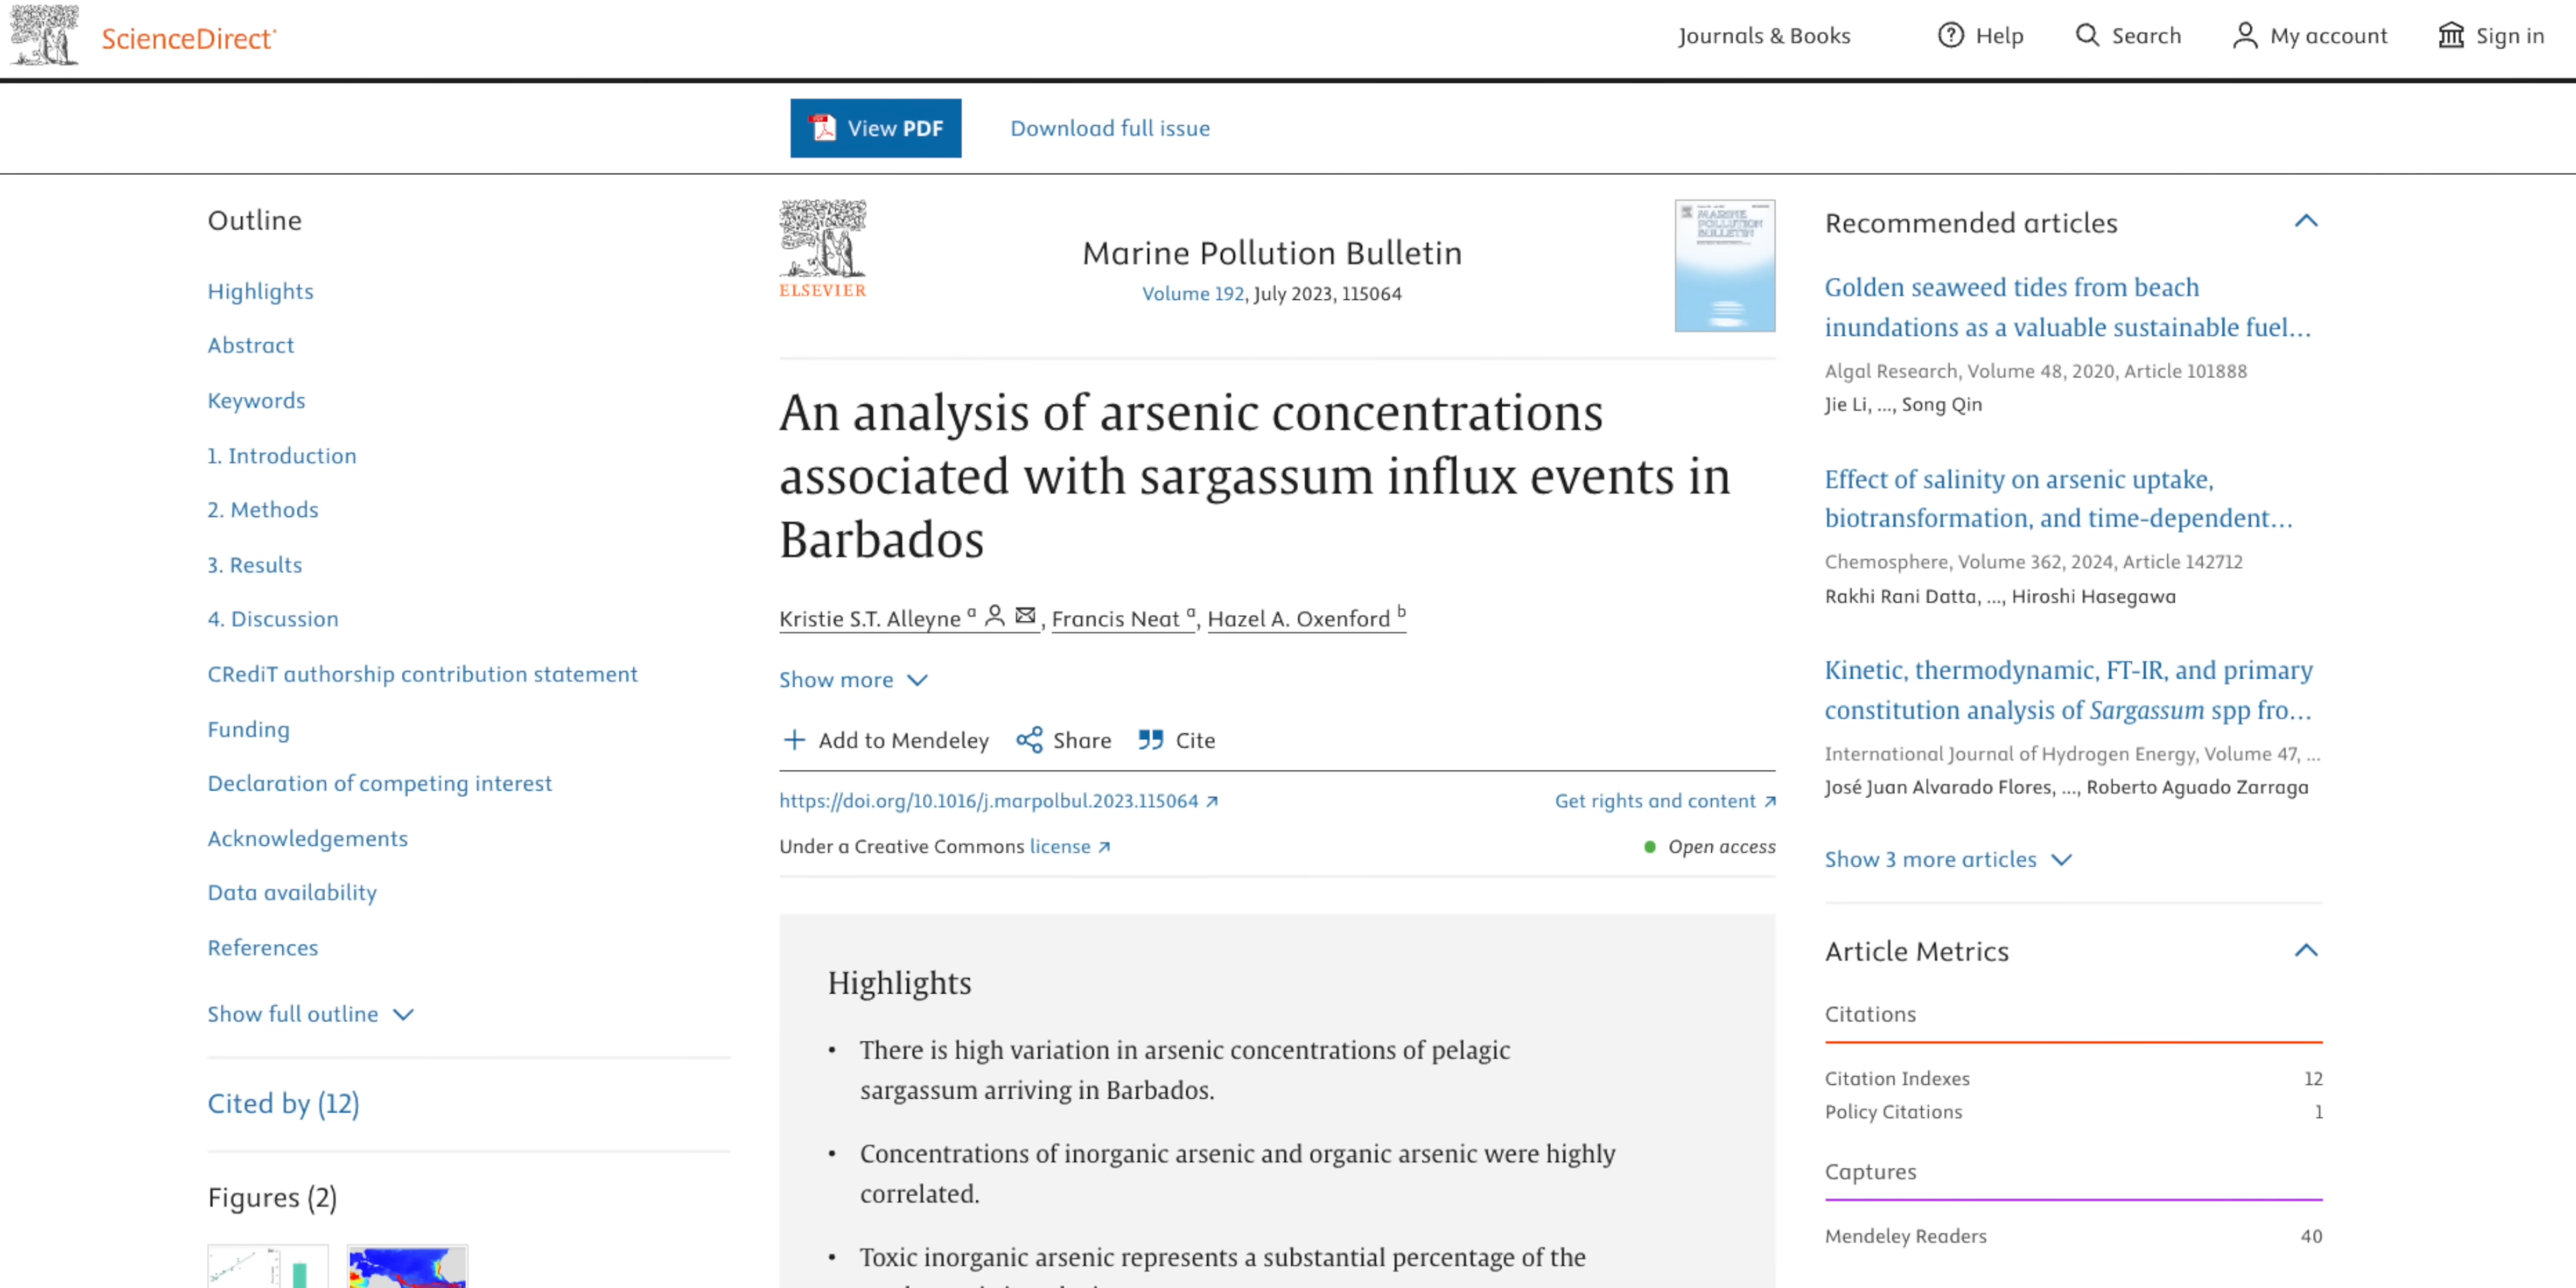 ScienceDirect
Journals & Books
Help
Search
My account
Sign in
View PDF
Download full issue
Outline
Highlights
Abstract
Keywords
1. Introduction
2. Methods
3. Results
4. Discussion
CRediT authorship contribution statement
Funding
Declaration of competing interest
Acknowledgements
Data availability
References
Show full outline
Cited by (12)
Figures (2)
ELSEVIER
Marine Pollution Bulletin
Volume 192, July 2023, 115064
MARINE
POLLUTION
BULLETIN
An analysis of arsenic concentrations
associated with sargassum influx events in
Barbados
Kristie S.T. Alleyne a, Francis Neat a, Hazel A. Oxenford b
Show more
Add to Mendeley
Share
Cite
https://doi.org/10.1016/j.marpolbul.2023.115064
Get rights and content
Under a Creative Commons license
Open access
Highlights
• There is high variation in arsenic concentrations of pelagic
sargassum arriving in Barbados.
• Concentrations of inorganic arsenic and organic arsenic were highly
correlated.
• Toxic inorganic arsenic represents a substantial percentage of the
Recommended articles
Golden seaweed tides from beach
inundations as a valuable sustainable fuel...
Algal Research, Volume 48, 2020, Article 101888
Jie Li, ..., Song Qin
Effect of salinity on arsenic uptake,
biotransformation, and time-dependent...
Chemosphere, Volume 362, 2024, Article 142712
Rakhi Rani Datta, ..., Hiroshi Hasegawa
Kinetic, thermodynamic, FT-IR, and primary
constitution analysis of Sargassum spp fro...
International Journal of Hydrogen Energy, Volume 47, ...
José Juan Alvarado Flores, ..., Roberto Aguado Zarraga
Show 3 more articles
Article Metrics
Citations
Citation Indexes 12
Policy Citations 1
Captures
Mendeley Readers 40